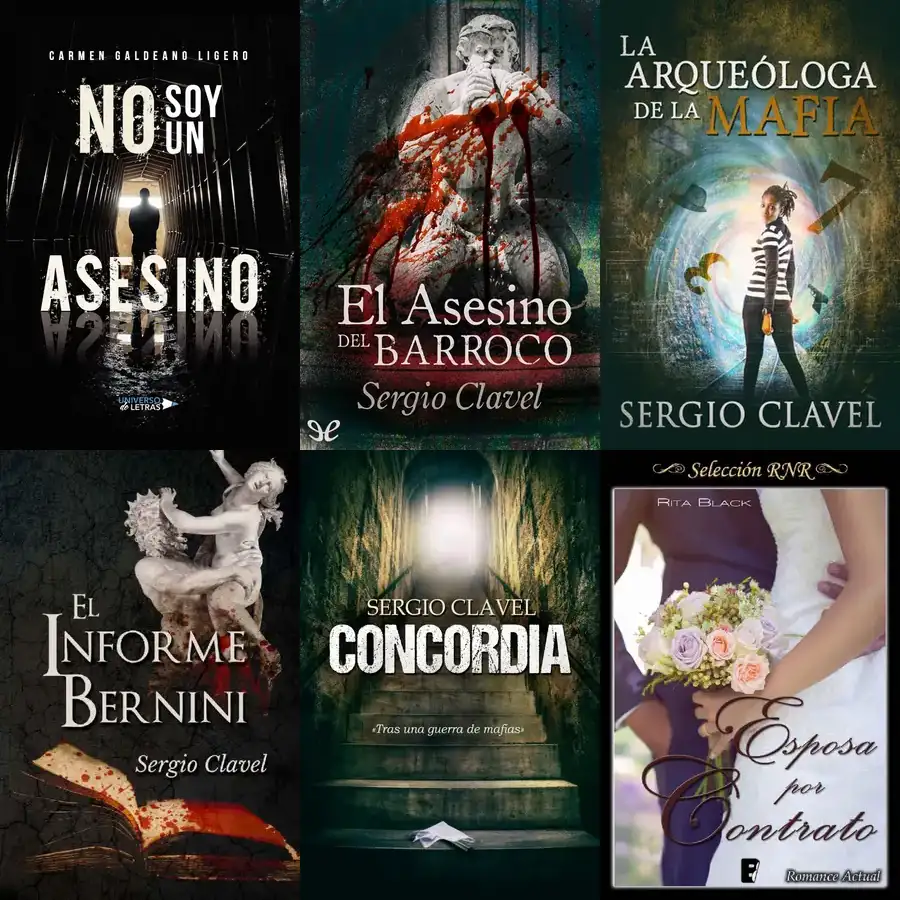 CARMEN GALDEANO LIGERO
NO SOY
UN
ASESINO
UNIVERSO
de LETRAS
El Asesino
DEL BARROCO
Sergio Clavel
LA
ARQUEÓLOGA
DE LA MAFIA
7
3
SERGIO CLAVEL
EL
INFORME
BERNINI
Sergio Clavel
SERGIO CLAVEL
CONCORDIA
«Tras una guerra de mafias»
Selección RNR
RITA BLACK
Esposa
por
Contrato
B
Romance Actual